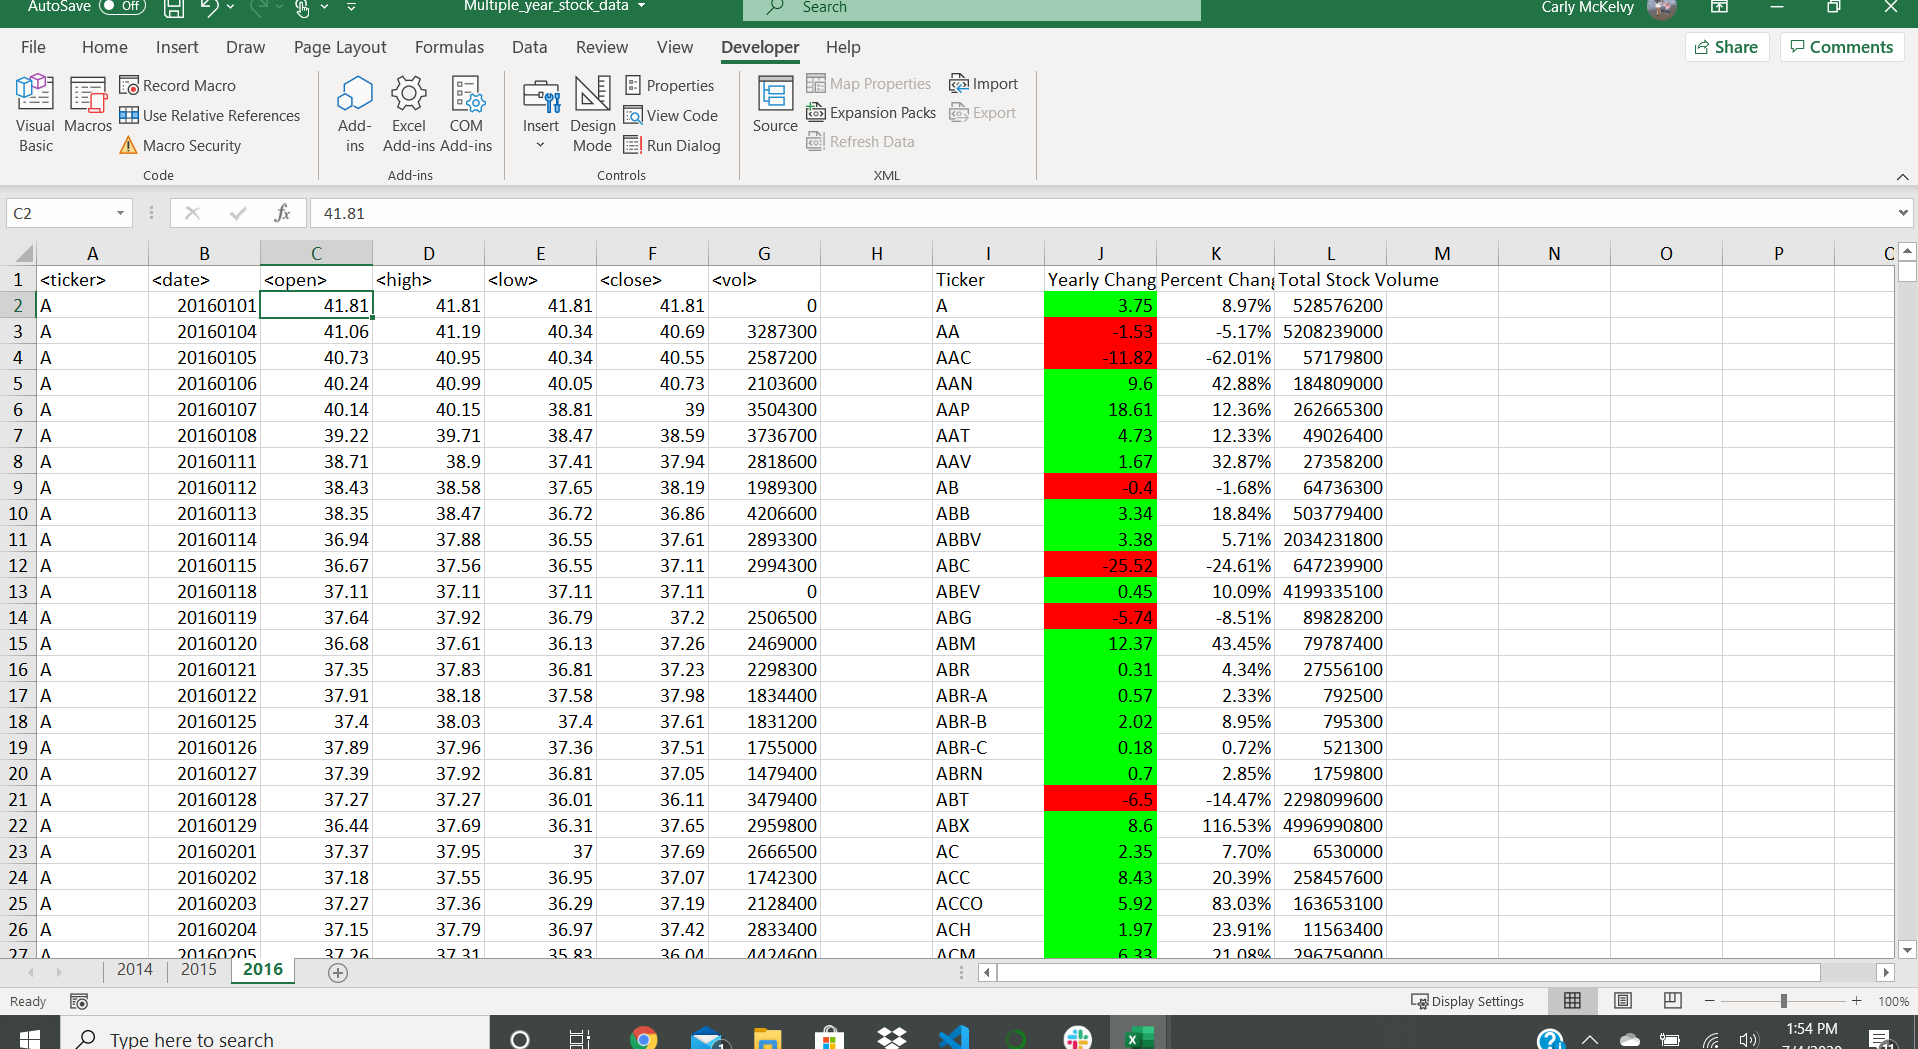 AutoSave Off Multiple_year_stock_data Search Carly McKelvy
File Home Insert Draw Page Layout Formulas Data Review View Developer Help Share Comments
Visual Basic Macros Record Macro Use Relative References Macro Security Code
Add-ins Excel Add-ins COM Add-ins Add-ins
Insert Design Mode Properties View Code Run Dialog Controls
Source Map Properties Expansion Packs Refresh Data Import Export XML
C2 fx 41.81
A B C D E F G H I J K L M N O P
1 <ticker> <date> <open> <high> <low> <close> <vol> Ticker Yearly Chang Percent Chang Total Stock Volume
2 A 20160101 41.81 41.81 41.81 41.81 0 A 3.75 8.97% 528576200
3 A 20160104 41.06 41.19 40.34 40.69 3287300 AA -1.53 -5.17% 5208239000
4 A 20160105 40.73 40.95 40.34 40.55 2587200 AAC -11.82 -62.01% 57179800
5 A 20160106 40.24 40.99 40.05 40.73 2103600 AAN 9.6 42.88% 184809000
6 A 20160107 40.14 40.15 38.81 39 3504300 AAP 18.61 12.36% 262665300
7 A 20160108 39.22 39.71 38.47 38.59 3736700 AAT 4.73 12.33% 49026400
8 A 20160111 38.71 38.9 37.41 37.94 2818600 AAV 1.67 32.87% 27358200
9 A 20160112 38.43 38.58 37.65 38.19 1989300 AB -0.4 -1.68% 64736300
10 A 20160113 38.35 38.47 36.72 36.86 4206600 ABB 3.34 18.84% 503779400
11 A 20160114 36.94 37.88 36.55 37.61 2893300 ABBV 3.38 5.71% 2034231800
12 A 20160115 36.67 37.56 36.55 37.11 2994300 ABC -25.52 -24.61% 647239900
13 A 20160118 37.11 37.11 37.11 37.11 0 ABEV 0.45 10.09% 4199335100
14 A 20160119 37.64 37.92 36.79 37.2 2506500 ABG -5.74 -8.51% 89828200
15 A 20160120 36.68 37.61 36.13 37.26 2469000 ABM 12.37 43.45% 79787400
16 A 20160121 37.35 37.83 36.81 37.23 2298300 ABR 0.31 4.34% 27556100
17 A 20160122 37.91 38.18 37.58 37.98 1834400 ABR-A 0.57 2.33% 792500
18 A 20160125 37.4 38.03 37.4 37.61 1831200 ABR-B 2.02 8.95% 795300
19 A 20160126 37.89 37.96 37.36 37.51 1755000 ABR-C 0.18 0.72% 521300
20 A 20160127 37.39 37.92 36.81 37.05 1479400 ABRN 0.7 2.85% 1759800
21 A 20160128 37.27 37.27 36.01 36.11 3479400 ABT -6.5 -14.47% 2298099600
22 A 20160129 36.44 37.69 36.31 37.65 2959800 ABX 8.6 116.53% 4996990800
23 A 20160201 37.37 37.95 37 37.69 2666500 AC 2.35 7.70% 6530000
24 A 20160202 37.18 37.55 36.95 37.07 1742300 ACC 8.43 20.39% 258457600
25 A 20160203 37.27 37.36 36.29 37.19 2128400 ACCO 5.92 83.03% 163653100
26 A 20160204 37.15 37.79 36.97 37.42 2833400 ACH 1.97 23.91% 11563400
27 A 20160205 37.26 37.31 35.83 36.04 4424600 ACM 6.33 21.08% 296759000
2014 2015 2016
Ready Display Settings 100%
Type here to search 1:54 PM